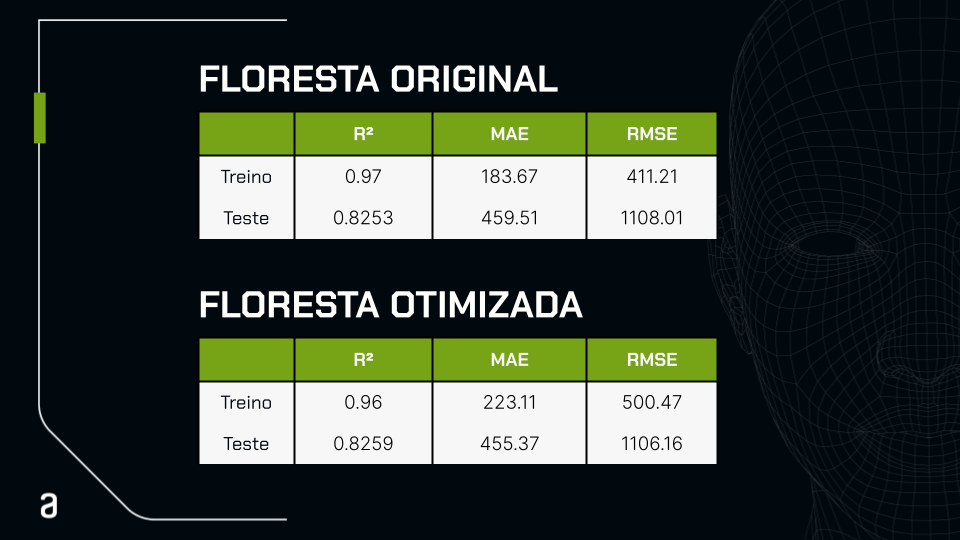 FLORESTA ORIGINAL
R² MAE RMSE
Treino 0.97 183.67 411.21
Teste 0.8253 459.51 1108.01
FLORESTA OTIMIZADA
R² MAE RMSE
Treino 0.96 223.11 500.47
Teste 0.8259 455.37 1106.16
a